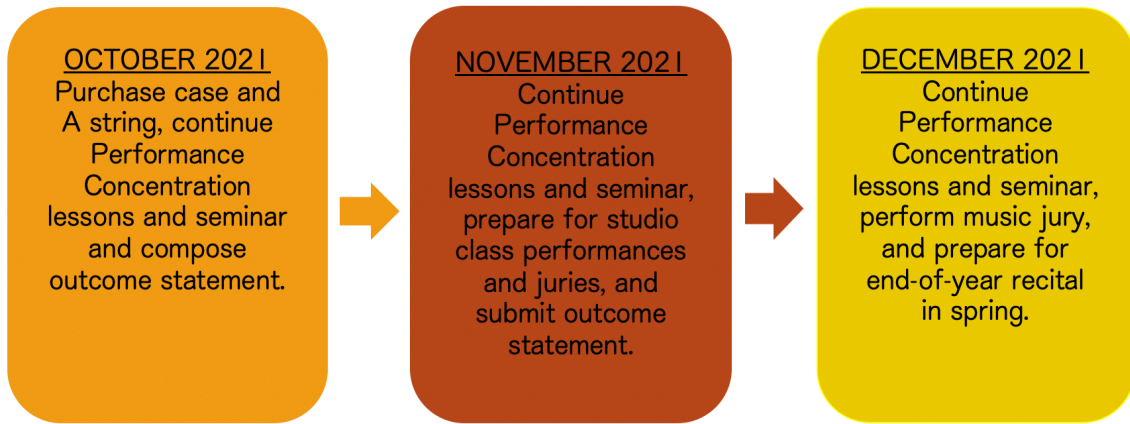 OCTOBER 2021
Purchase case and
A string, continue
Performance
Concentration
lessons and seminar
and compose
outcome statement.
NOVEMBER 2021
Continue
Performance
Concentration
lessons and seminar,
prepare for studio
class performances
and juries, and
submit outcome
statement.
DECEMBER 2021
Continue
Performance
Concentration
lessons and seminar,
perform music jury,
and prepare for
end-of-year recital
in spring.